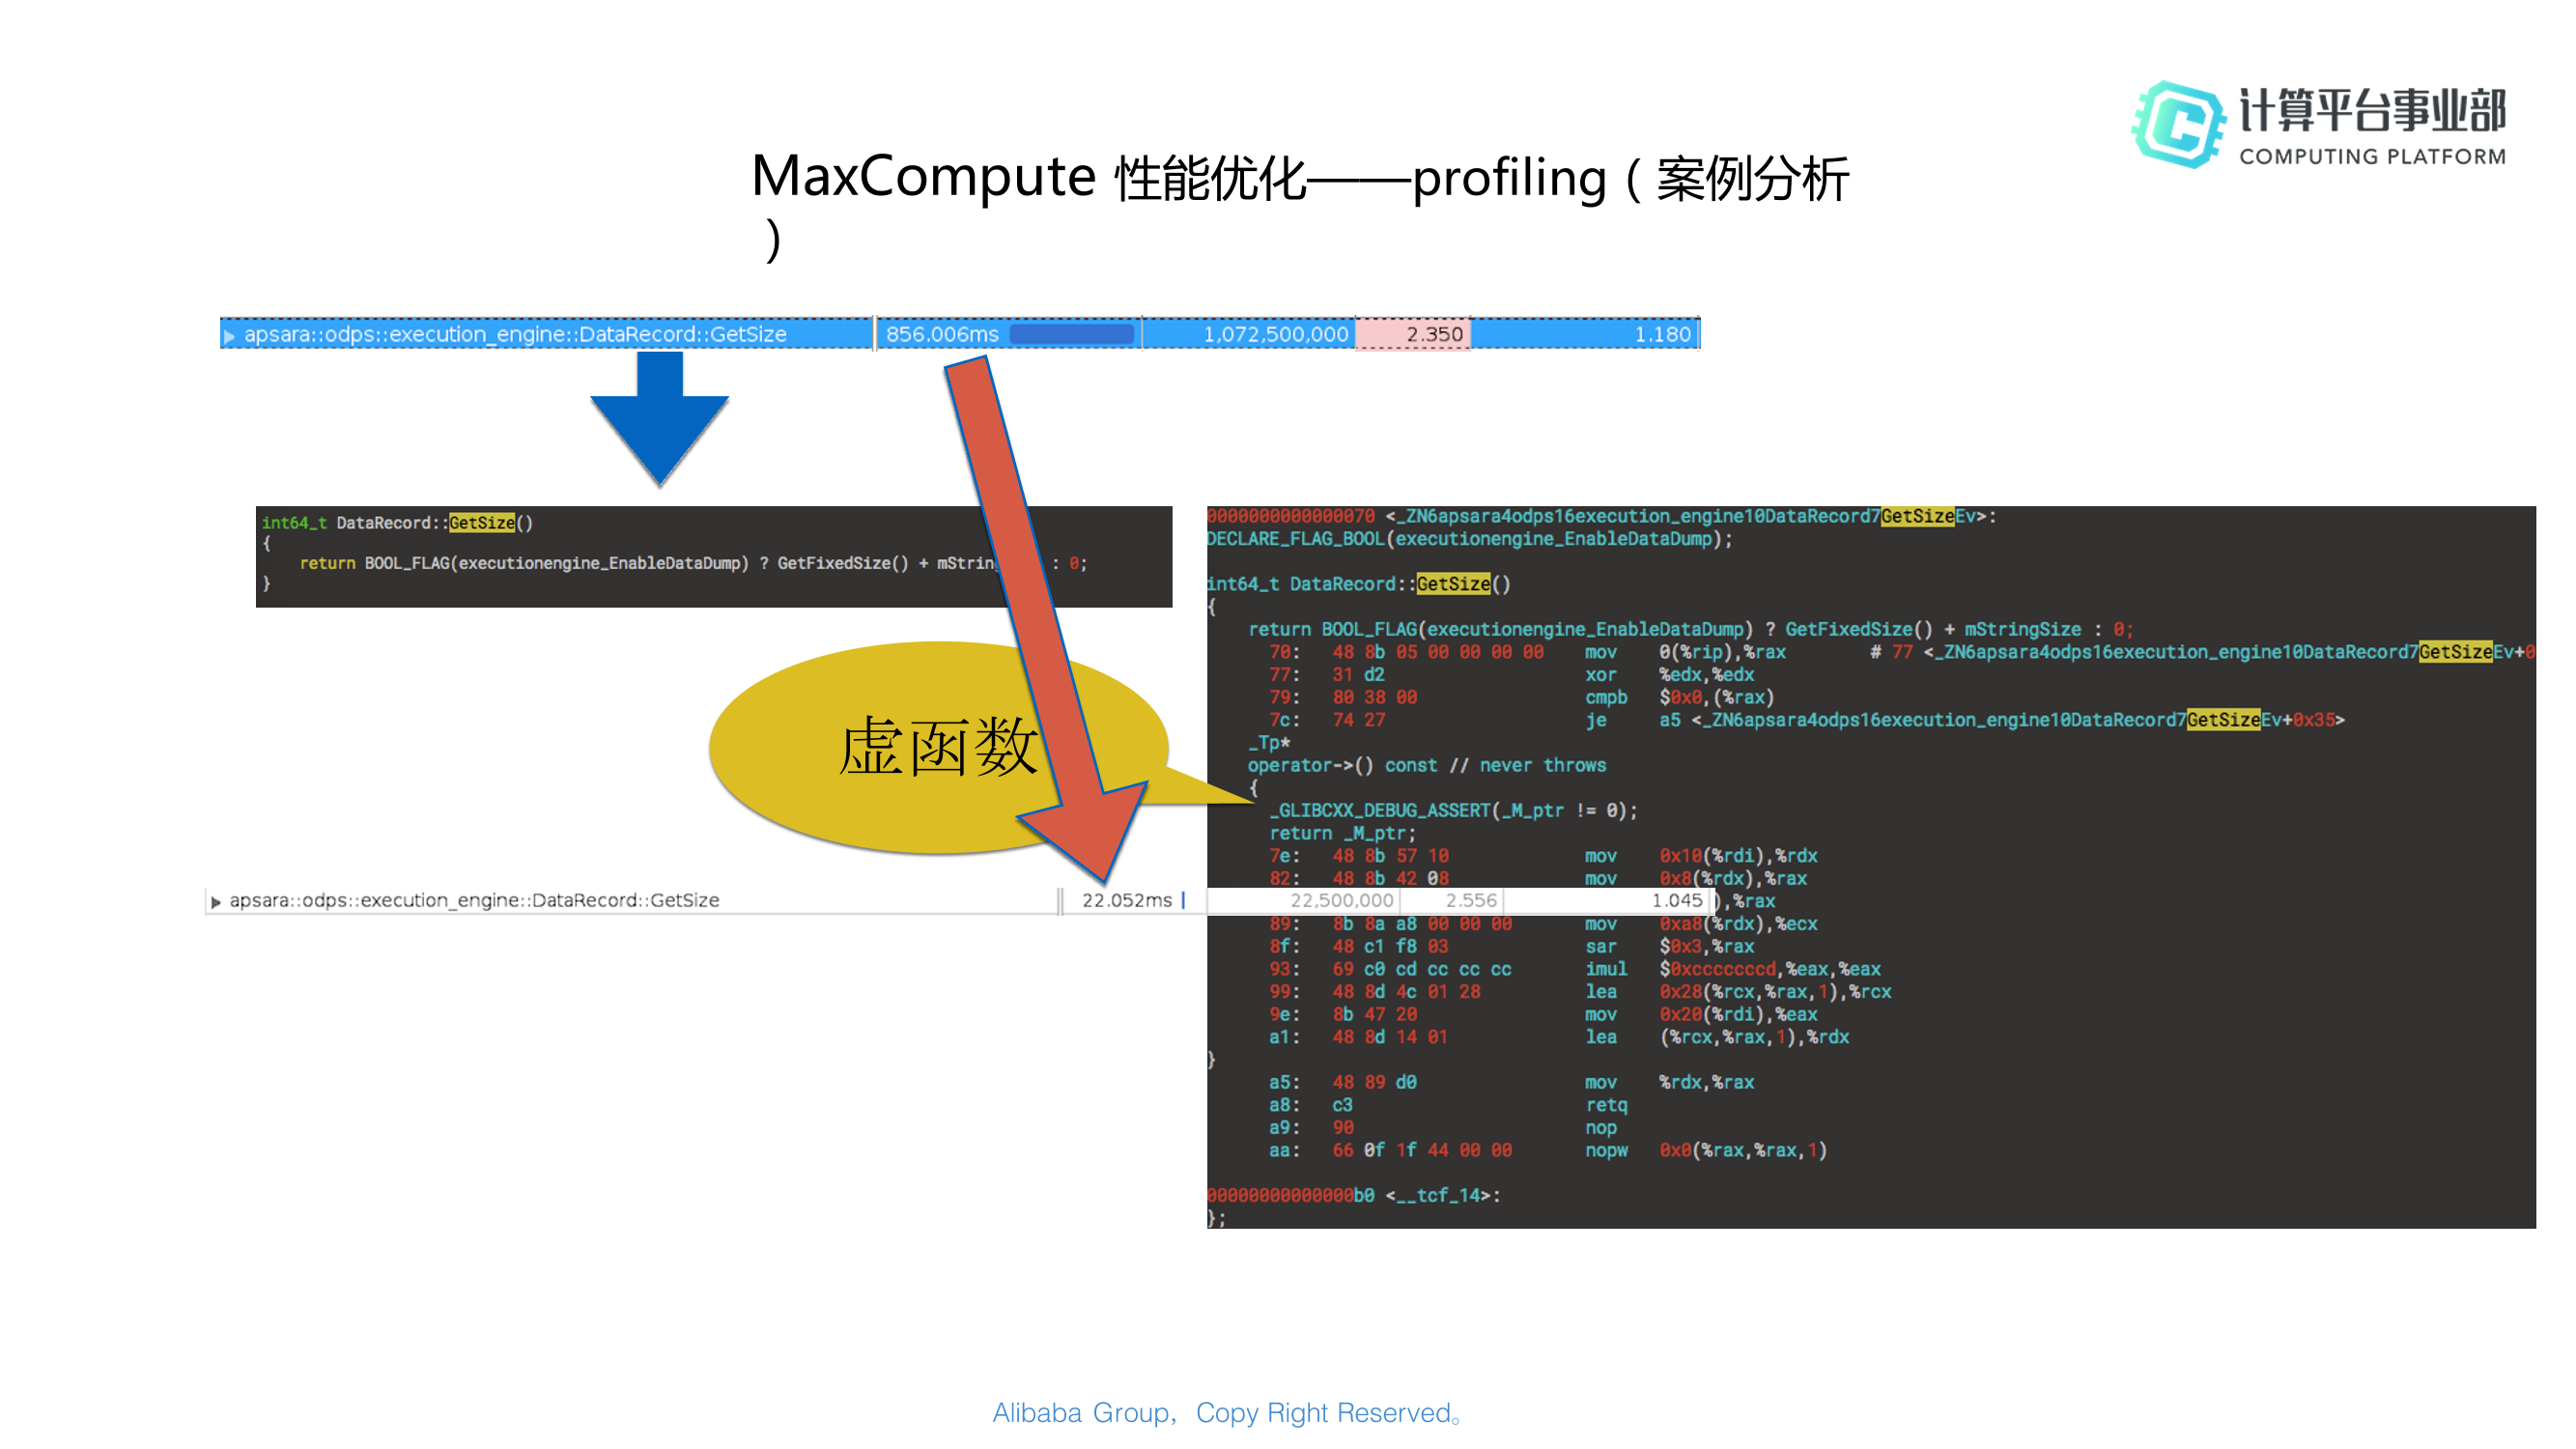 计算平台事业部
COMPUTING PLATFORM
MaxCompute 性能优化——profiling（案例分析
）
apsara::odps::execution_engine::DataRecord::GetSize 856.006ms 1,072,500,000 2.350 1.180
int64_t DataRecord::GetSize()
{
return BOOL_FLAG(executionengine_EnableDataDump) ? GetFixedSize() + mStrin : 0;
}
虚函数
0000000000000070 <_ZN6apsara4odps16execution_engine10DataRecord7GetSizeEv>:
DECLARE_FLAG_BOOL(executionengine_EnableDataDump);
int64_t DataRecord::GetSize()
{
return BOOL_FLAG(executionengine_EnableDataDump) ? GetFixedSize() + mStringSize : 0;
70: 48 8b 05 00 00 00 00 mov 0(%rip),%rax # 77 <_ZN6apsara4odps16execution_engine10DataRecord7GetSizeEv+0
77: 31 d2 xor %edx,%edx
79: 80 38 00 cmpb $0x0,(%rax)
7c: 74 27 je a5 <_ZN6apsara4odps16execution_engine10DataRecord7GetSizeEv+0x35>
_Tp*
operator->() const // never throws
{
_GLIBCXX_DEBUG_ASSERT(_M_ptr != 0);
return _M_ptr;
7e: 48 8b 57 10 mov 0x10(%rdi),%rdx
82: 48 8b 42 08 mov 0x8(%rdx),%rax
),%rax
apsara::odps::execution_engine::DataRecord::GetSize 22.052ms 22,500,000 2.556 1.045
89: 8b 8a a8 00 00 00 mov 0xa8(%rdx),%ecx
8f: 48 c1 f8 03 sar $0x3,%rax
93: 69 c0 cd cc cc cc imul $0xcccccccd,%eax,%eax
99: 48 8d 4c 01 28 lea 0x28(%rcx,%rax,1),%rcx
9e: 8b 47 20 mov 0x20(%rdi),%eax
a1: 48 8d 14 01 lea (%rcx,%rax,1),%rdx
}
a5: 48 89 d0 mov %rdx,%rax
a8: c3 retq
a9: 90 nop
aa: 66 0f 1f 44 00 00 nopw 0x0(%rax,%rax,1)
00000000000000b0 <__tcf_14>:
};
Alibaba Group，Copy Right Reserved。